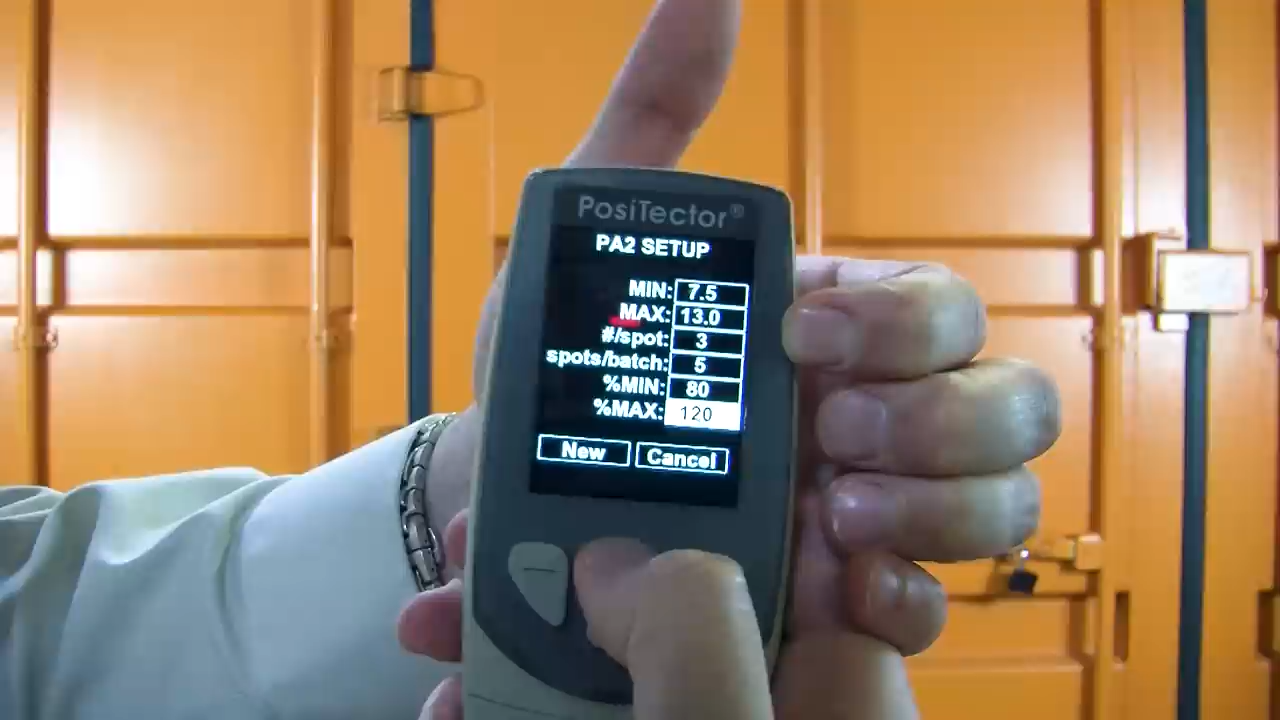 PosiTector®
PA2 SETUP
MIN: 7.5
MAX: 13.0
#/spot: 3
spots/batch: 5
%MIN: 80
%MAX: 120
New Cancel